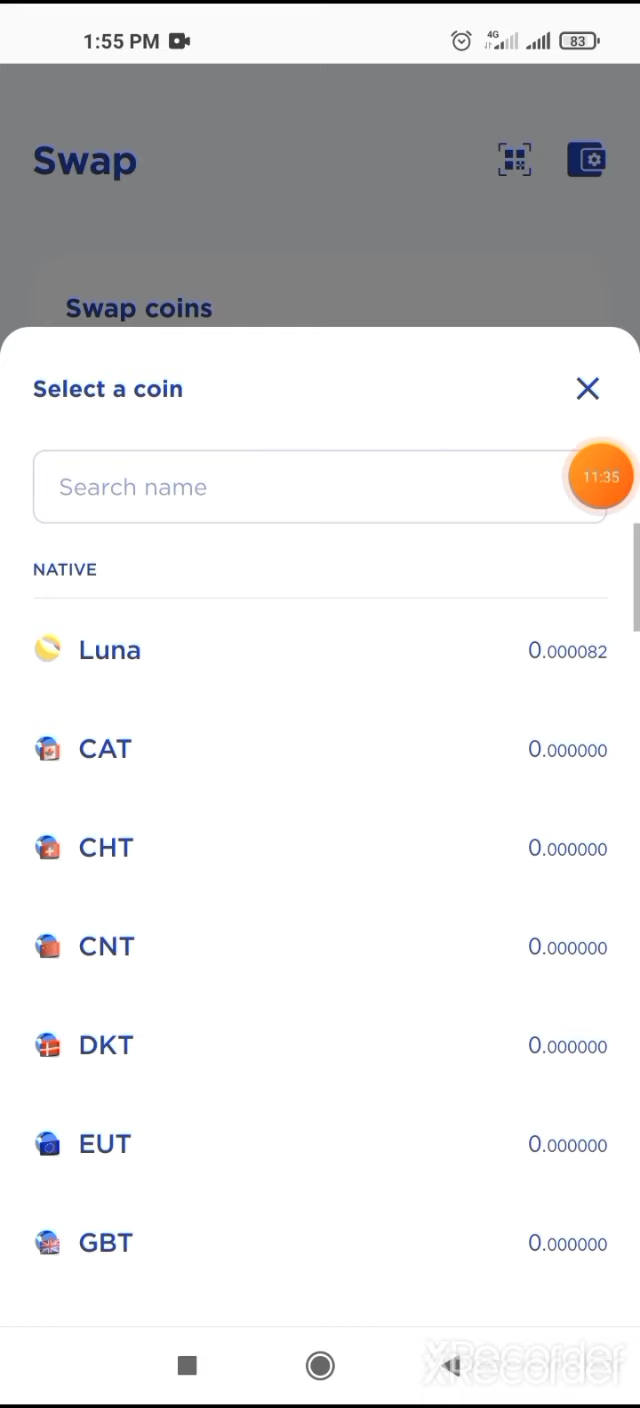 1:55 PM
4G
83
Swap
Swap coins
Select a coin
Search name
11:35
NATIVE
Luna 0.000082
CAT 0.000000
CHT 0.000000
CNT 0.000000
DKT 0.000000
EUT 0.000000
GBT 0.000000
XRecorder